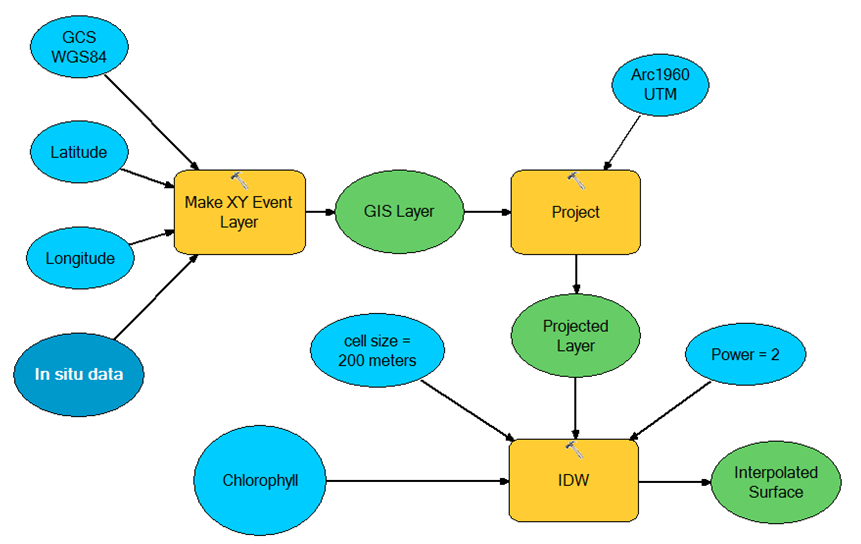 GCS
WGS84
Arc1960
UTM
Latitude
Make XY Event
Layer
GIS Layer
Project
Longitude
Projected
Layer
cell size =
200 meters
Power = 2
In situ data
Chlorophyll
IDW
Interpolated
Surface